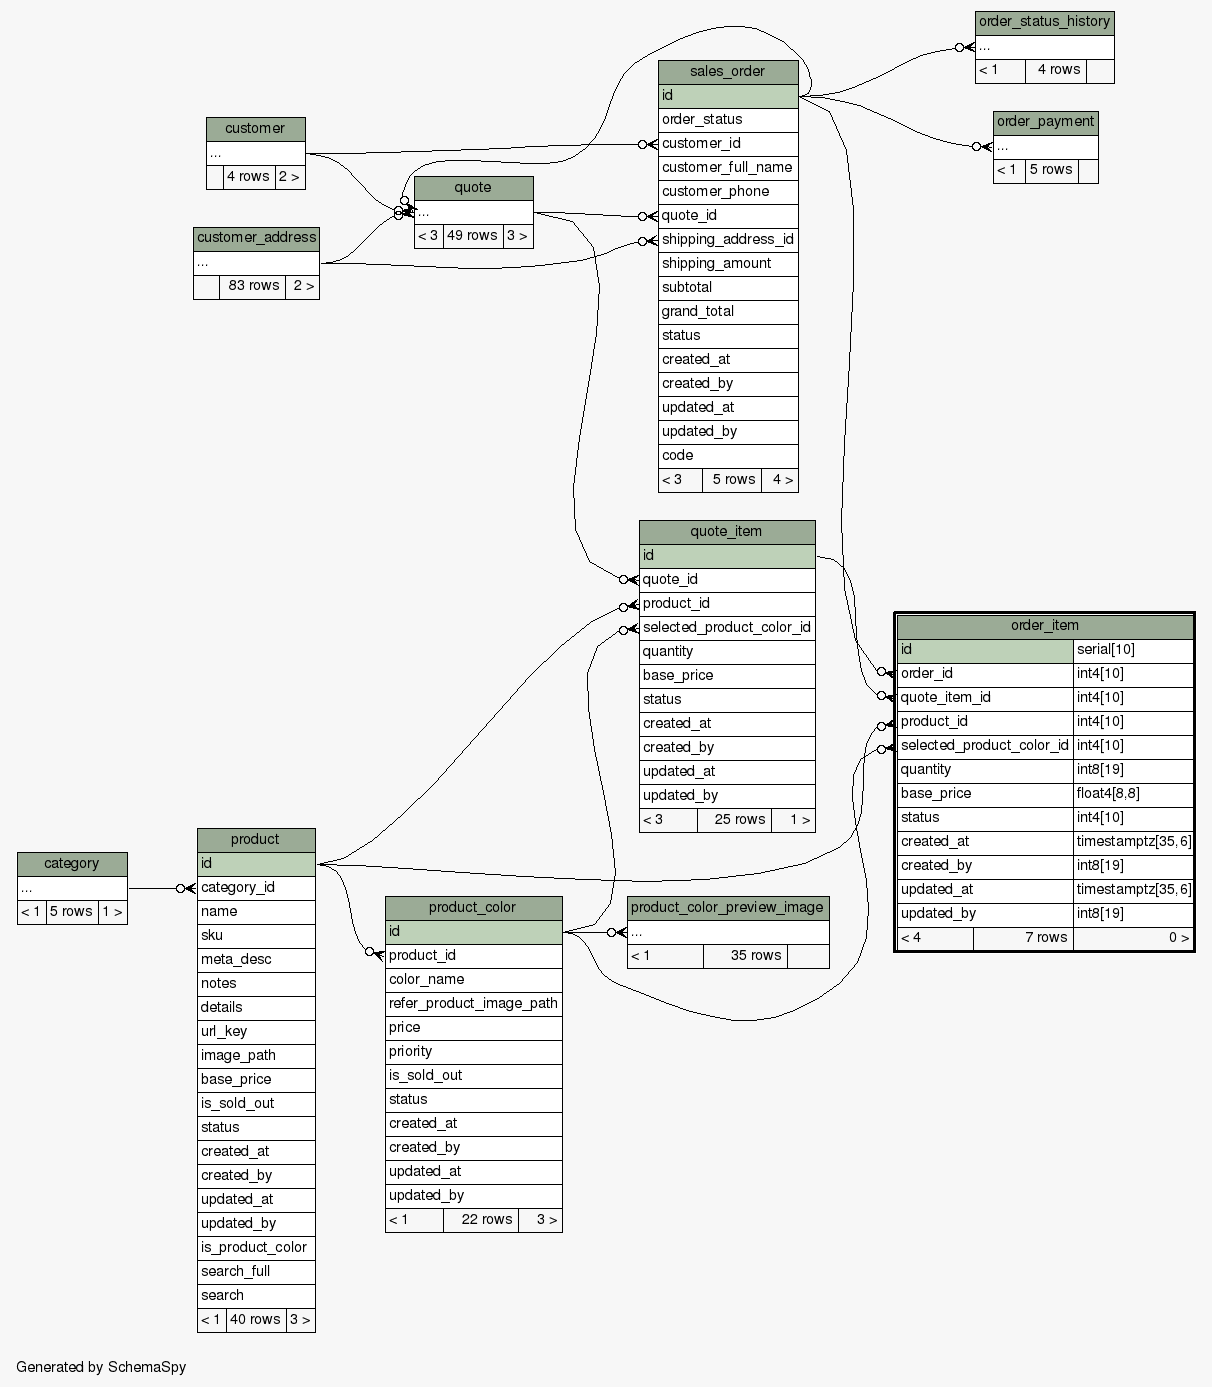 order_status_history
...
< 1 4 rows
sales_order
id
order_status
customer_id
customer_full_name
customer_phone
quote_id
shipping_address_id
shipping_amount
subtotal
grand_total
status
created_at
created_by
updated_at
updated_by
code
< 3 5 rows 4 >
order_payment
...
< 1 5 rows
customer
...
4 rows 2 >
quote
...
< 3 49 rows 3 >
customer_address
...
83 rows 2 >
quote_item
id
quote_id
product_id
selected_product_color_id
quantity
base_price
status
created_at
created_by
updated_at
updated_by
< 3 25 rows 1 >
order_item
id serial[10]
order_id int4[10]
quote_item_id int4[10]
product_id int4[10]
selected_product_color_id int4[10]
quantity int8[19]
base_price float4[8,8]
status int4[10]
created_at timestamptz[35,6]
created_by int8[19]
updated_at timestamptz[35,6]
updated_by int8[19]
< 4 7 rows 0 >
category
...
< 1 5 rows 1 >
product
id
category_id
name
sku
meta_desc
notes
details
url_key
image_path
base_price
is_sold_out
status
created_at
created_by
updated_at
updated_by
is_product_color
search_full
search
< 1 40 rows 3 >
product_color
id
product_id
color_name
refer_product_image_path
price
priority
is_sold_out
status
created_at
created_by
updated_at
updated_by
< 1 22 rows 3 >
product_color_preview_image
...
< 1 35 rows
Generated by SchemaSpy